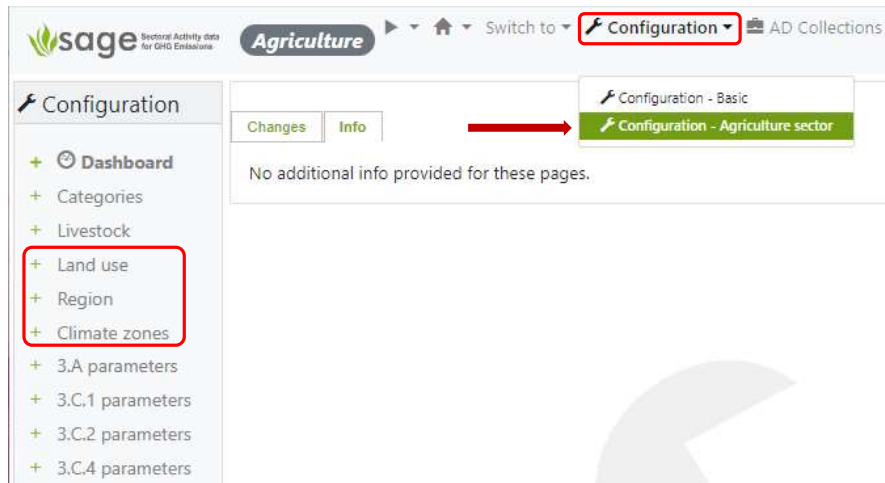 sage Sectoral Activity data
for GHG Emissions
Agriculture
Switch to
Configuration
AD Collections
Configuration - Basic
Configuration - Agriculture sector
Configuration
Changes
Info
No additional info provided for these pages.
+ Dashboard
+ Categories
+ Livestock
+ Land use
+ Region
+ Climate zones
+ 3.A parameters
+ 3.C.1 parameters
+ 3.C.2 parameters
+ 3.C.4 parameters